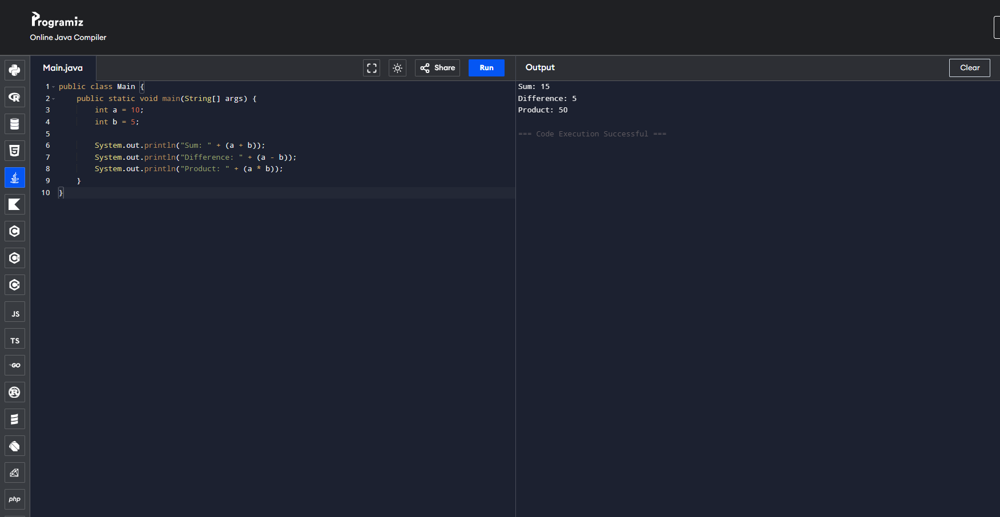 Programiz
Online Java Compiler
Main.java
Share
Run
1 public class Main {
2     public static void main(String[] args) {
3         int a = 10;
4         int b = 5;
5
6         System.out.println("Sum: " + (a + b));
7         System.out.println("Difference: " + (a - b));
8         System.out.println("Product: " + (a * b));
9     }
10 }
Output
Clear
Sum: 15
Difference: 5
Product: 50
=== Code Execution Successful ===
R
5
C
C
C
JS
TS
GO
R
php